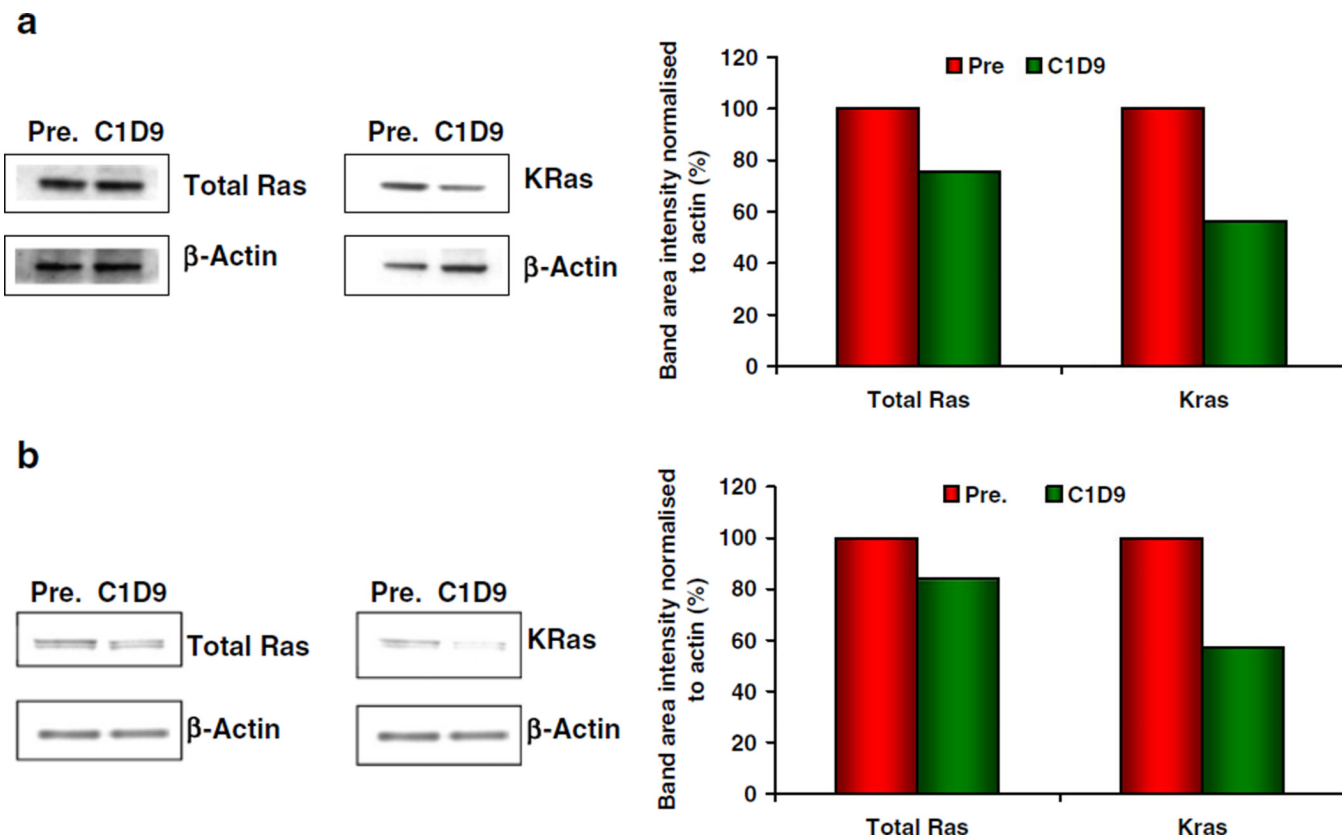 a
Pre. C1D9
Total Ras
β-Actin
Pre. C1D9
KRas
β-Actin
Band area intensity normalised
to actin (%)
120
100
80
60
40
20
0
Pre C1D9
Total Ras Kras
b
Pre. C1D9
Total Ras
β-Actin
Pre. C1D9
KRas
β-Actin
Band area intensity normalised
to actin (%)
120
100
80
60
40
20
0
Pre. C1D9
Total Ras Kras